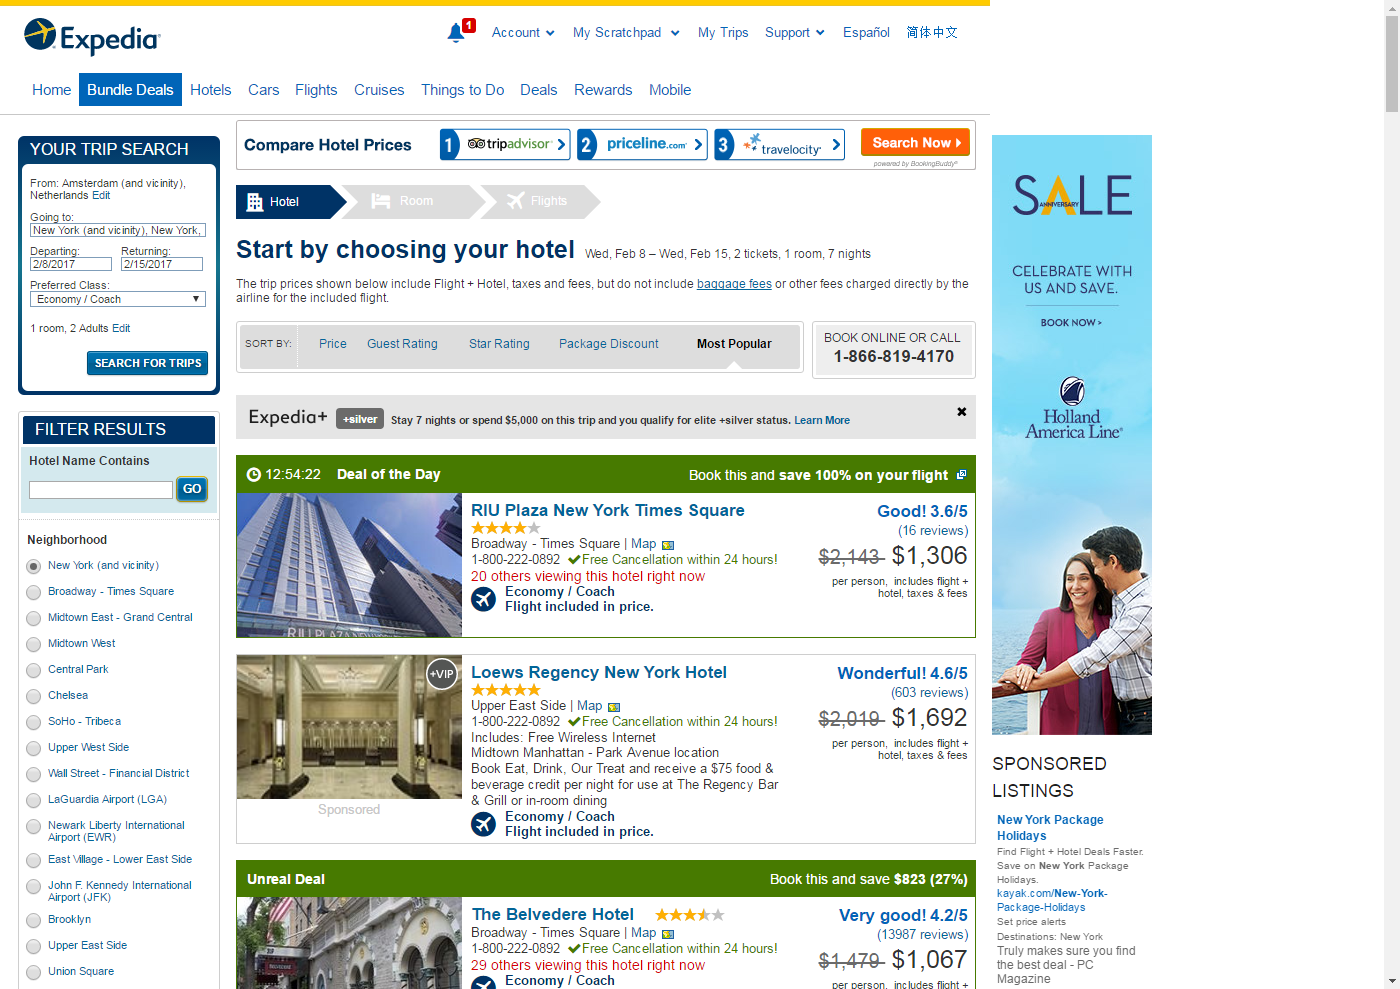 Expedia
1
Account
My Scratchpad
My Trips
Support
Español
简体中文
Home
Bundle Deals
Hotels
Cars
Flights
Cruises
Things to Do
Deals
Rewards
Mobile
YOUR TRIP SEARCH
From: Amsterdam (and vicinity),
Netherlands Edit
Going to:
New York (and vicinity), New York,
Departing:
Returning:
2/8/2017
2/15/2017
Preferred Class:
Economy / Coach
1 room, 2 Adults Edit
SEARCH FOR TRIPS
FILTER RESULTS
Hotel Name Contains
GO
Neighborhood
New York (and vicinity)
Broadway - Times Square
Midtown East - Grand Central
Midtown West
Central Park
Chelsea
SoHo - Tribeca
Upper West Side
Wall Street - Financial District
LaGuardia Airport (LGA)
Newark Liberty International
Airport (EWR)
East Village - Lower East Side
John F. Kennedy International
Airport (JFK)
Brooklyn
Upper East Side
Union Square
Compare Hotel Prices
1 tripadvisor
2 priceline.com
3 travelocity
Search Now
powered by BookingBuddy
Hotel
Room
Flights
Start by choosing your hotel Wed, Feb 8 – Wed, Feb 15, 2 tickets, 1 room, 7 nights
The trip prices shown below include Flight + Hotel, taxes and fees, but do not include baggage fees or other fees charged directly by the
airline for the included flight.
SORT BY:
Price
Guest Rating
Star Rating
Package Discount
Most Popular
BOOK ONLINE OR CALL
1-866-819-4170
Expedia+ +silver Stay 7 nights or spend $5,000 on this trip and you qualify for elite +silver status. Learn More
12:54:22 Deal of the Day
Book this and save 100% on your flight
RIU PLAZA NEW YORK
RIU Plaza New York Times Square
Broadway - Times Square | Map
1-800-222-0892 Free Cancellation within 24 hours!
20 others viewing this hotel right now
Economy / Coach
Flight included in price.
Good! 3.6/5
(16 reviews)
$2,143 $1,306
per person, includes flight +
hotel, taxes & fees
+VIP
Sponsored
Loews Regency New York Hotel
Upper East Side | Map
1-800-222-0892 Free Cancellation within 24 hours!
Includes: Free Wireless Internet
Midtown Manhattan - Park Avenue location
Book Eat, Drink, Our Treat and receive a $75 food &
beverage credit per night for use at The Regency Bar
& Grill or in-room dining
Economy / Coach
Flight included in price.
Wonderful! 4.6/5
(603 reviews)
$2,019 $1,692
per person, includes flight +
hotel, taxes & fees
Unreal Deal
Book this and save $823 (27%)
The Belvedere Hotel
Broadway - Times Square | Map
1-800-222-0892 Free Cancellation within 24 hours!
29 others viewing this hotel right now
Economy / Coach
Very good! 4.2/5
(13987 reviews)
$1,479 $1,067
per person, includes flight +
SALE
ANNIVERSARY
CELEBRATE WITH
US AND SAVE.
BOOK NOW >
Holland
America Line
SPONSORED
LISTINGS
New York Package
Holidays
Find Flight + Hotel Deals Faster.
Save on New York Package
Holidays.
kayak.com/New-York-
Package-Holidays
Set price alerts
Destinations: New York
Truly makes sure you find
the best deal - PC
Magazine